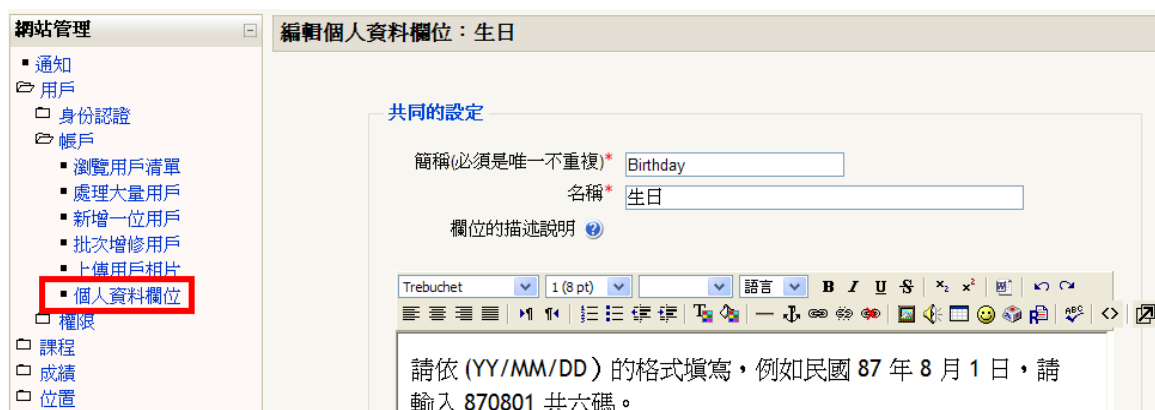 網站管理
通知
用戶
身份認證
帳戶
瀏覽用戶清單
處理大量用戶
新增一位用戶
批次增修用戶
上傳用戶相片
個人資料欄位
權限
課程
成績
位置
編輯個人資料欄位：生日
共同的設定
簡稱(必須是唯一不重複)* Birthday
名稱* 生日
欄位的描述說明
Trebuchet 1 (8 pt) 語言 B I U S ×₂ ×²
請依 (YY/MM/DD）的格式填寫，例如民國 87 年 8 月 1 日，請
輸入 870801 共六碼。